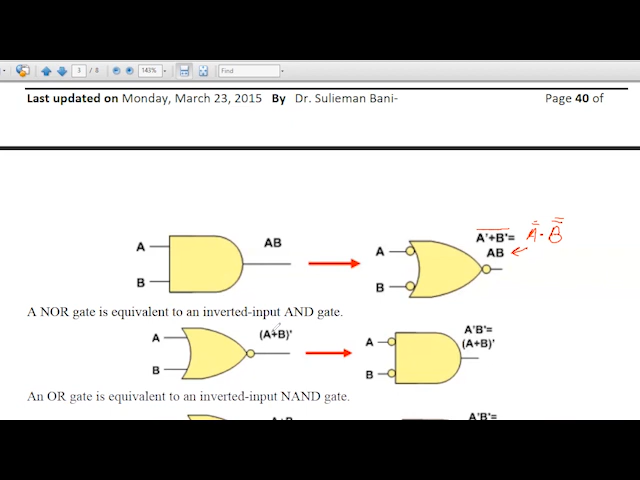 3 / 8 143% Find
Last updated on Monday, March 23, 2015 By Dr. Sulieman Bani- Page 40 of
A B AB A B A'+B'= A̿ . B̿
AB
A NOR gate is equivalent to an inverted-input AND gate.
A B (A+B)' A B A'B'=
(A+B)'
An OR gate is equivalent to an inverted-input NAND gate.
A'B'=